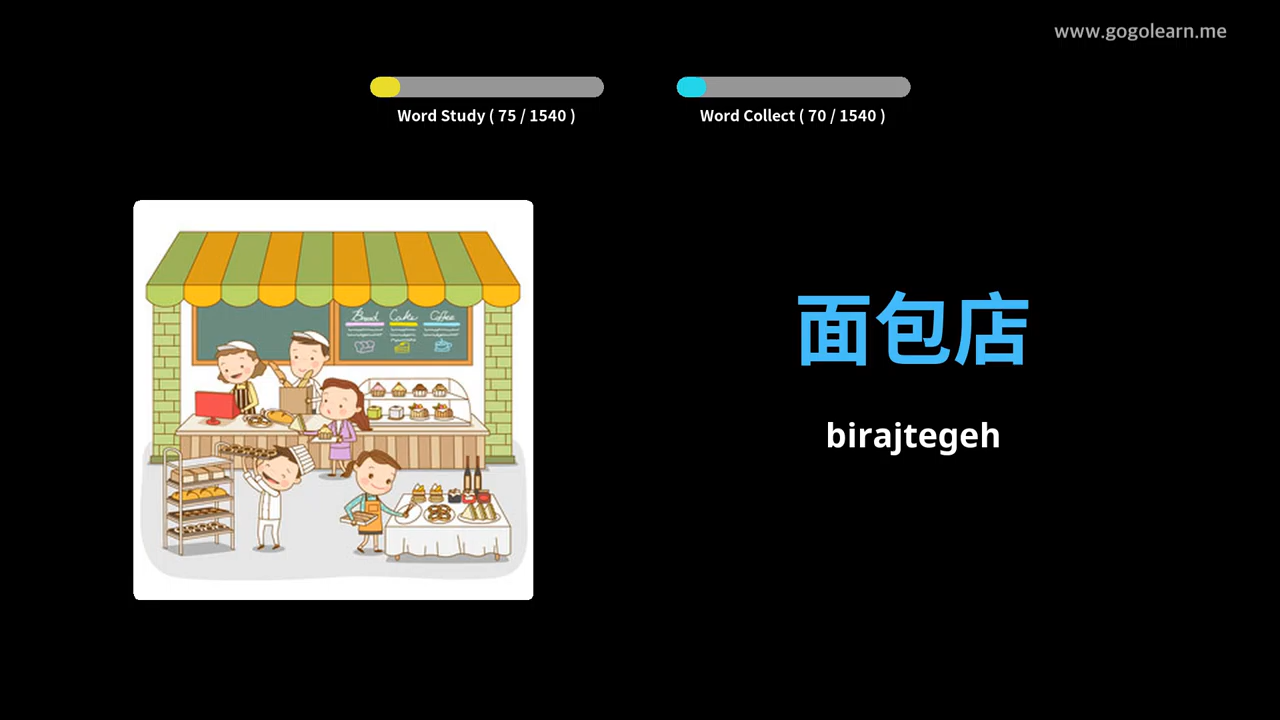 www.gogolearn.me
Word Study ( 75 / 1540 )
Word Collect ( 70 / 1540 )
Bread Cake Coffee
面包店
birajtegeh